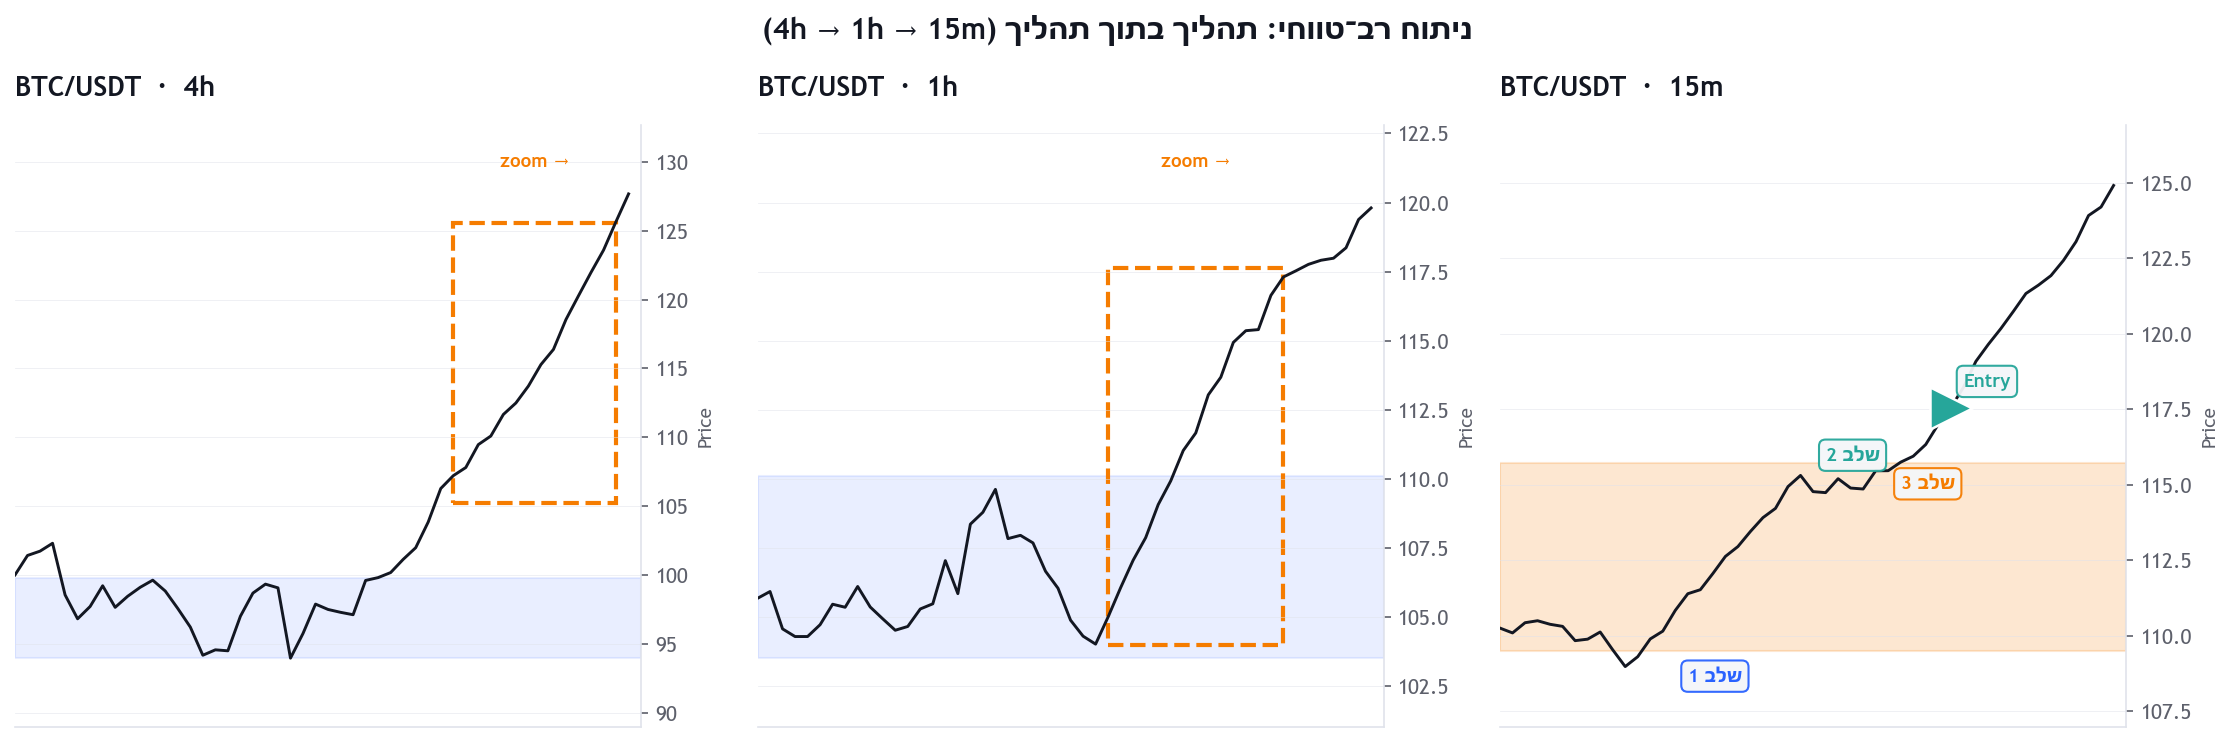 ניתוח רב־טווחי: תהליך בתוך תהליך (4h → 1h → 15m)
BTC/USDT · 4h
zoom →
130
125
120
115
110
105
100
95
90
Price
BTC/USDT · 1h
zoom →
122.5
120.0
117.5
115.0
112.5
110.0
107.5
105.0
102.5
Price
BTC/USDT · 15m
Entry
שלב 2
שלב 3
שלב 1
125.0
122.5
120.0
117.5
115.0
112.5
110.0
107.5
Price